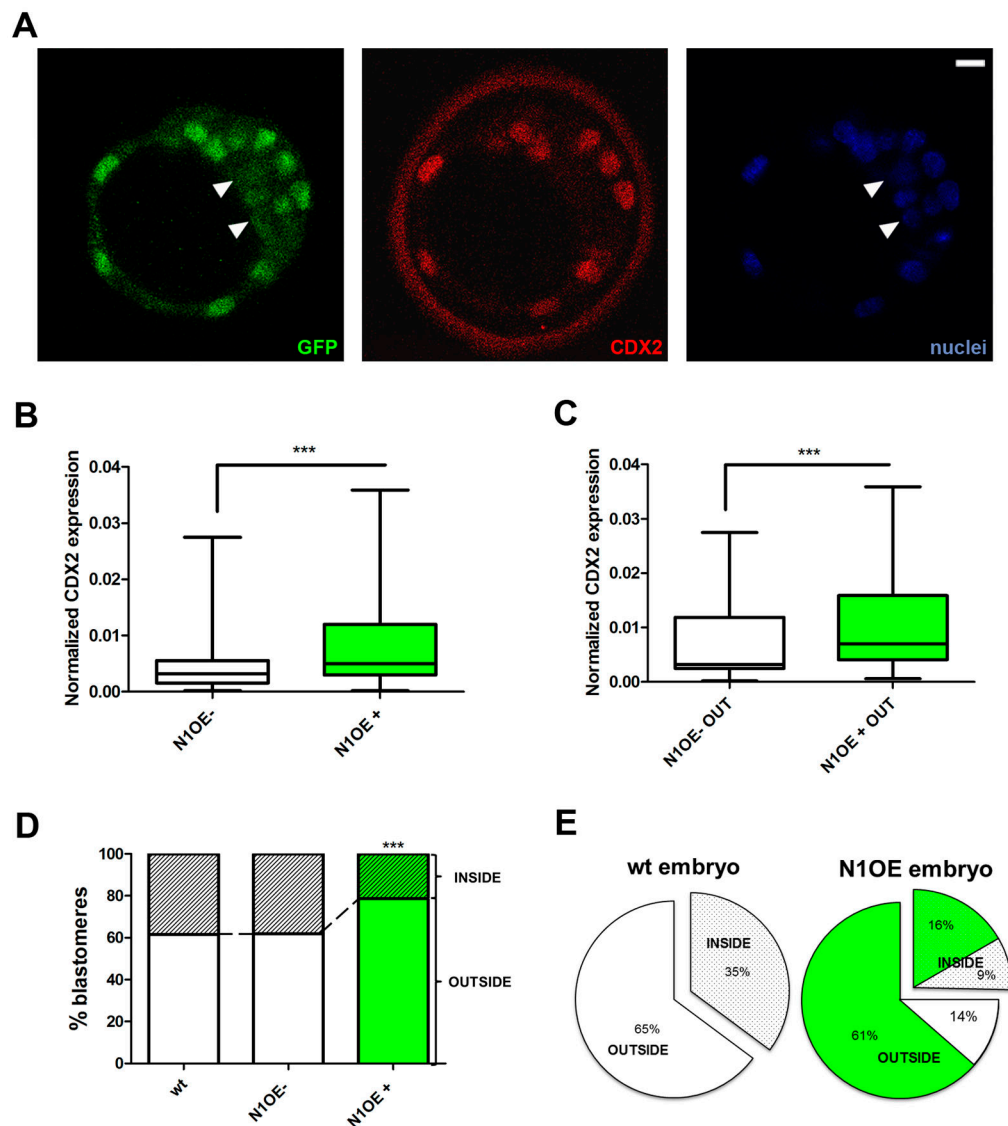 A
GFP
CDX2
nuclei
B
***
Normalized CDX2 expression
0.04
0.03
0.02
0.01
0.00
N1OE-
N1OE +
C
***
Normalized CDX2 expression
0.04
0.03
0.02
0.01
0.00
N1OE- OUT
N1OE + OUT
D
***
% blastomeres
100
80
60
40
20
0
wt
N1OE-
N1OE +
INSIDE
OUTSIDE
E
wt embryo
INSIDE
35%
65%
OUTSIDE
N1OE embryo
16%
INSIDE
9%
14%
61%
OUTSIDE